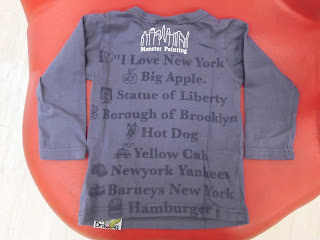 Monster Painting
I "I Love New York"
Big Apple.
Statue of Liberty
Borough of Brooklyn
Hot Dog
Yellow Cab
Newyork Yankees
Barneys New York
Hamburger